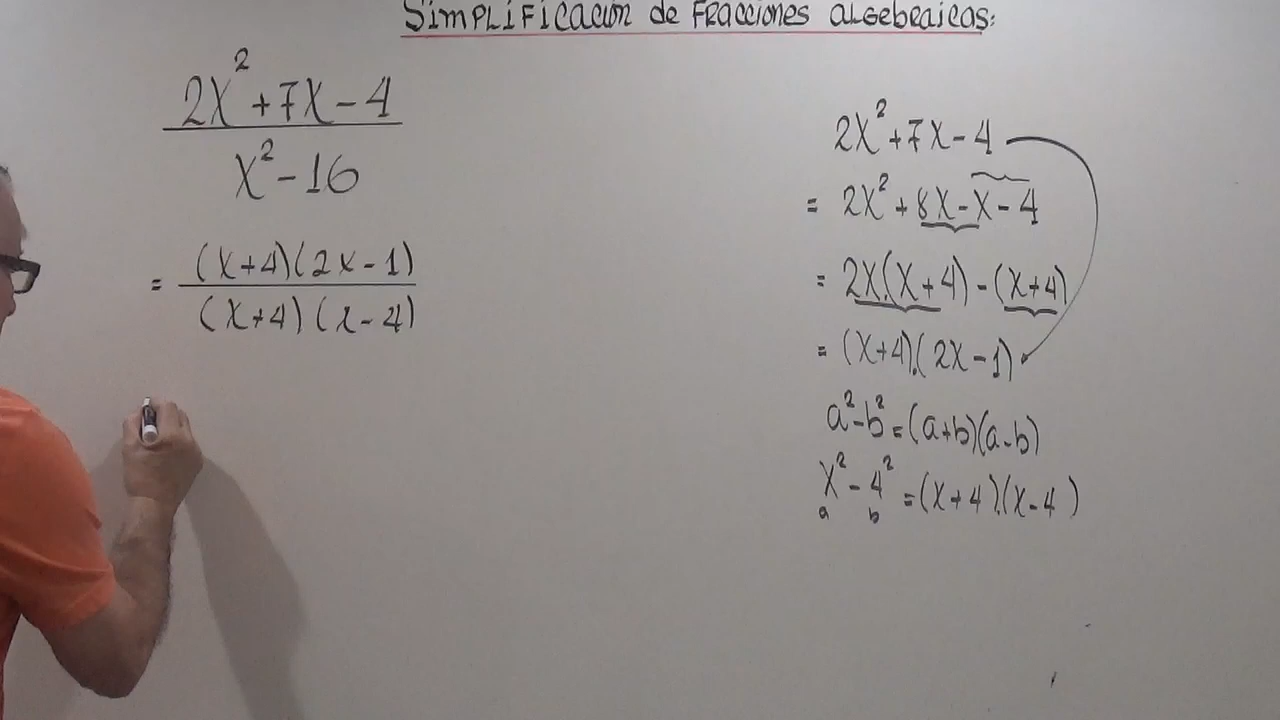 Simplificación de Fracciones algebraicas:
2x²+7x-4
x²-16
= (x+4)(2x-1)
(x+4)(x-4)
2x²+7x-4
= 2x²+8x-x-4
= 2x.(x+4)-(x+4)
= (x+4).(2x-1)
a²-b²=(a+b)(a-b)
x²-4²=(x+4).(x-4)
a b